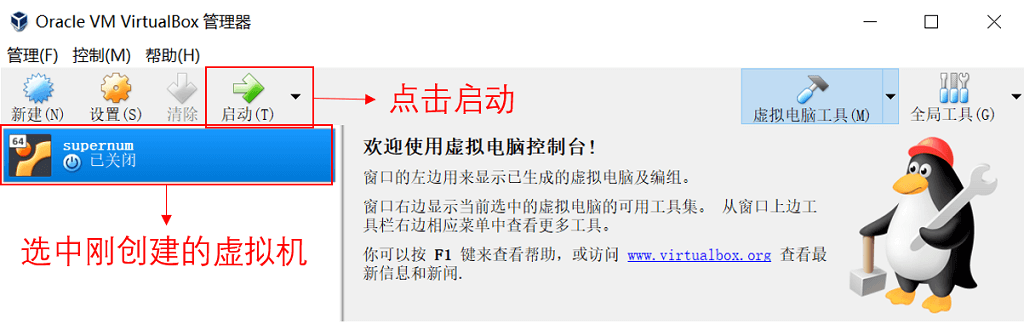 Oracle VM VirtualBox 管理器
管理(F) 控制(M) 帮助(H)
新建(N) 设置(S) 清除 启动(T) 点击启动 虚拟电脑工具(M) 全局工具(G)
64 supernum
已关闭
选中刚创建的虚拟机
欢迎使用虚拟电脑控制台!
窗口的左边用来显示已生成的虚拟电脑及编组。
窗口右边显示当前选中的虚拟电脑的可用工具集。 从窗口上边工
具栏右边相应菜单中查看更多工具。
你可以按 F1 键来查看帮助，或访问 www.virtualbox.org 查看最
新信息和新闻.